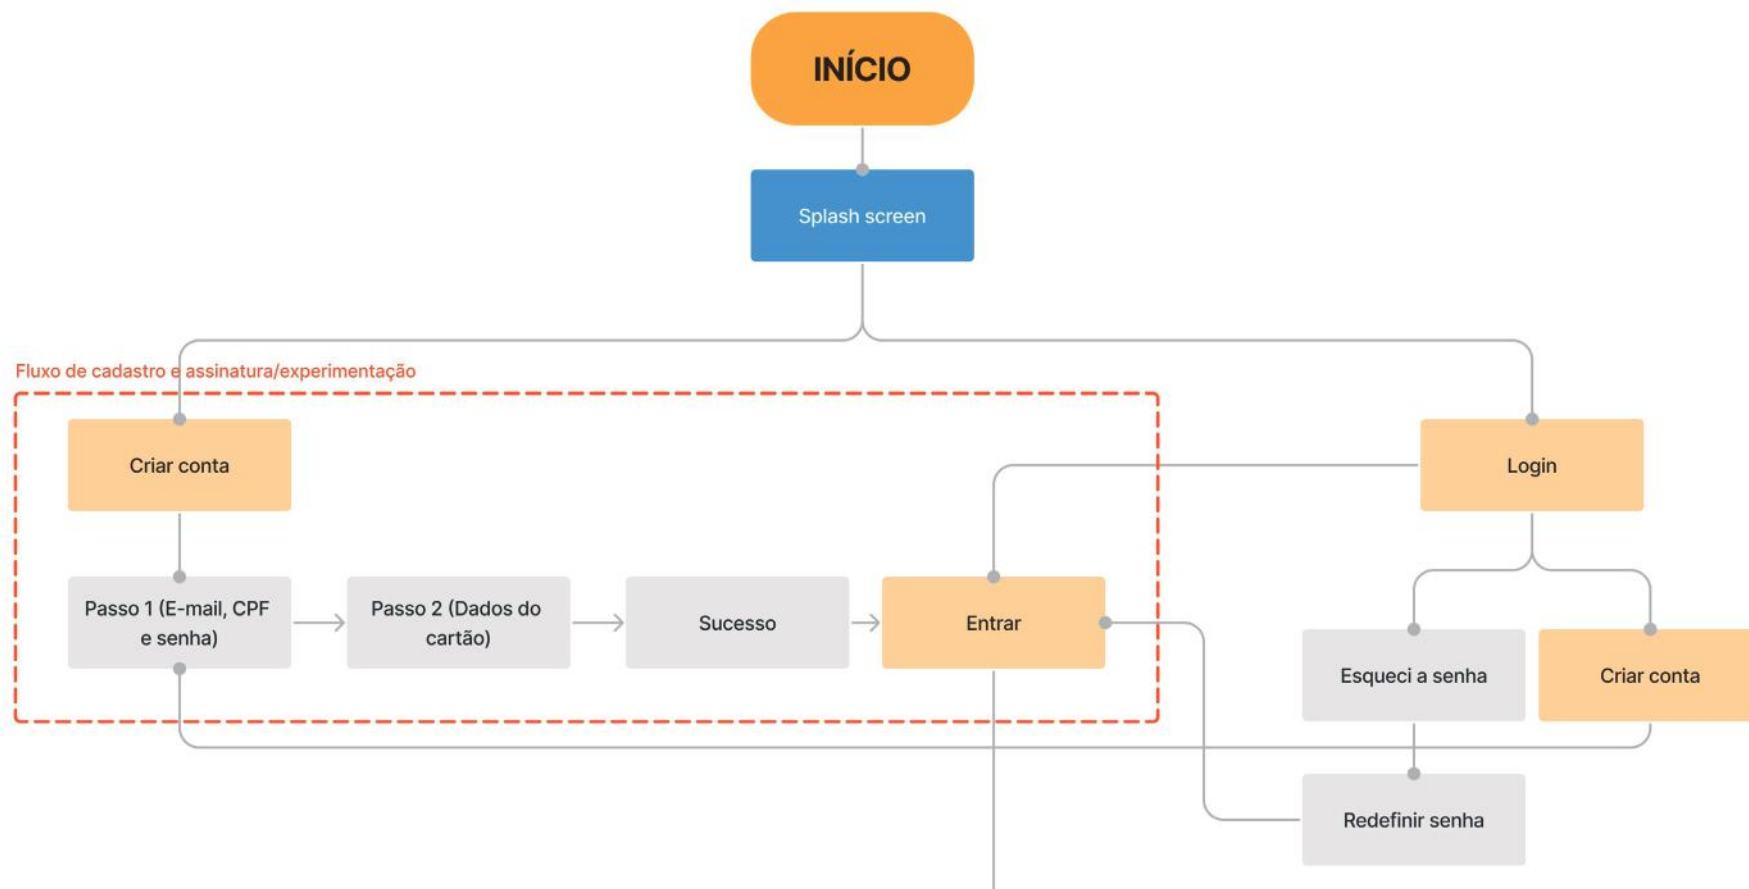 INÍCIO
Splash screen
Fluxo de cadastro e assinatura/experimentação
Criar conta
Login
Passo 1 (E-mail, CPF
e senha)
Passo 2 (Dados do
cartão)
Sucesso
Entrar
Esqueci a senha
Criar conta
Redefinir senha